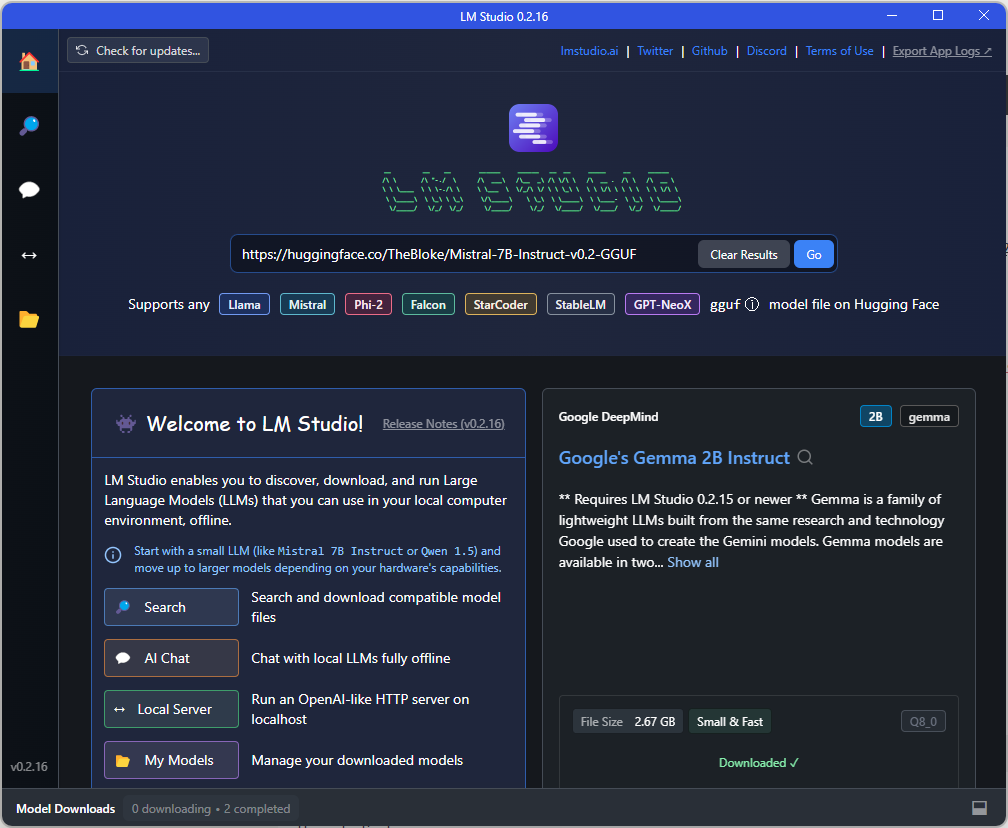 LM Studio 0.2.16
Check for updates...
lmstudio.ai | Twitter | Github | Discord | Terms of Use | Export App Logs ↗
LM STUDIO
https://huggingface.co/TheBloke/Mistral-7B-Instruct-v0.2-GGUF Clear Results Go
Supports any Llama Mistral Phi-2 Falcon StarCoder StableLM GPT-NeoX gguf ⓘ model file on Hugging Face
Welcome to LM Studio! Release Notes (v0.2.16)
LM Studio enables you to discover, download, and run Large
Language Models (LLMs) that you can use in your local computer
environment, offline.
Start with a small LLM (like Mistral 7B Instruct or Qwen 1.5) and
move up to larger models depending on your hardware's capabilities.
Search
Search and download compatible model
files
AI Chat
Chat with local LLMs fully offline
Local Server
Run an OpenAI-like HTTP server on
localhost
My Models
Manage your downloaded models
Google DeepMind 2B gemma
Google's Gemma 2B Instruct
** Requires LM Studio 0.2.15 or newer ** Gemma is a family of
lightweight LLMs built from the same research and technology
Google used to create the Gemini models. Gemma models are
available in two... Show all
File Size 2.67 GB Small & Fast Q8_0
Downloaded ✓
v0.2.16
Model Downloads 0 downloading • 2 completed